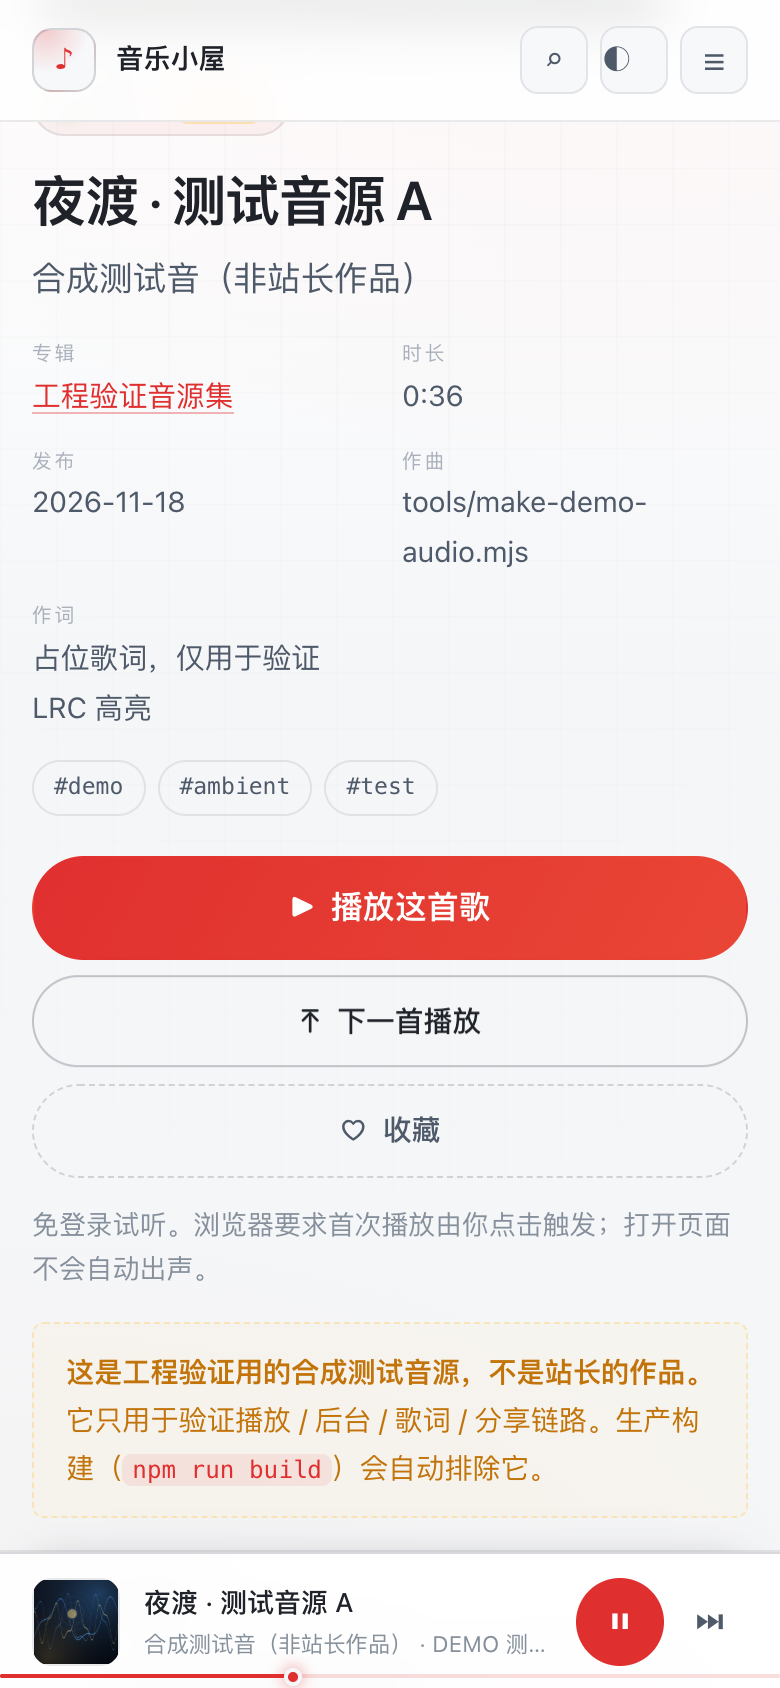 音乐小屋
夜渡 · 测试音源 A
合成测试音（非站长作品）
专辑
工程验证音源集
时长
0:36
发布
2026-11-18
作曲
tools/make-demo-
audio.mjs
作词
占位歌词，仅用于验证
LRC 高亮
#demo #ambient #test
播放这首歌
下一首播放
收藏
免登录试听。浏览器要求首次播放由你点击触发；打开页面
不会自动出声。
这是工程验证用的合成测试音源，不是站长的作品。
它只用于验证播放 / 后台 / 歌词 / 分享链路。生产构
建（npm run build）会自动排除它。
夜渡 · 测试音源 A
合成测试音（非站长作品） · DEMO 测...